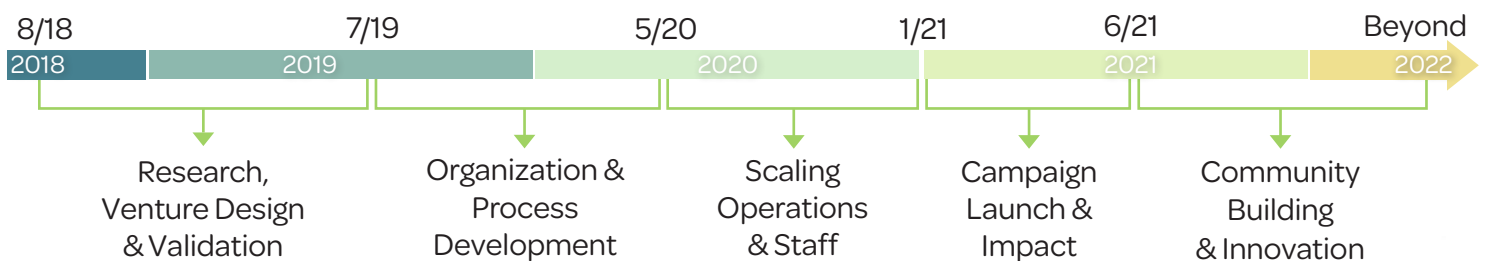 8/18 7/19 5/20 1/21 6/21 Beyond
2018 2019 2020 2021 2022
Research,
Venture Design
& Validation
Organization &
Process
Development
Scaling
Operations
& Staff
Campaign
Launch &
Impact
Community
Building
& Innovation